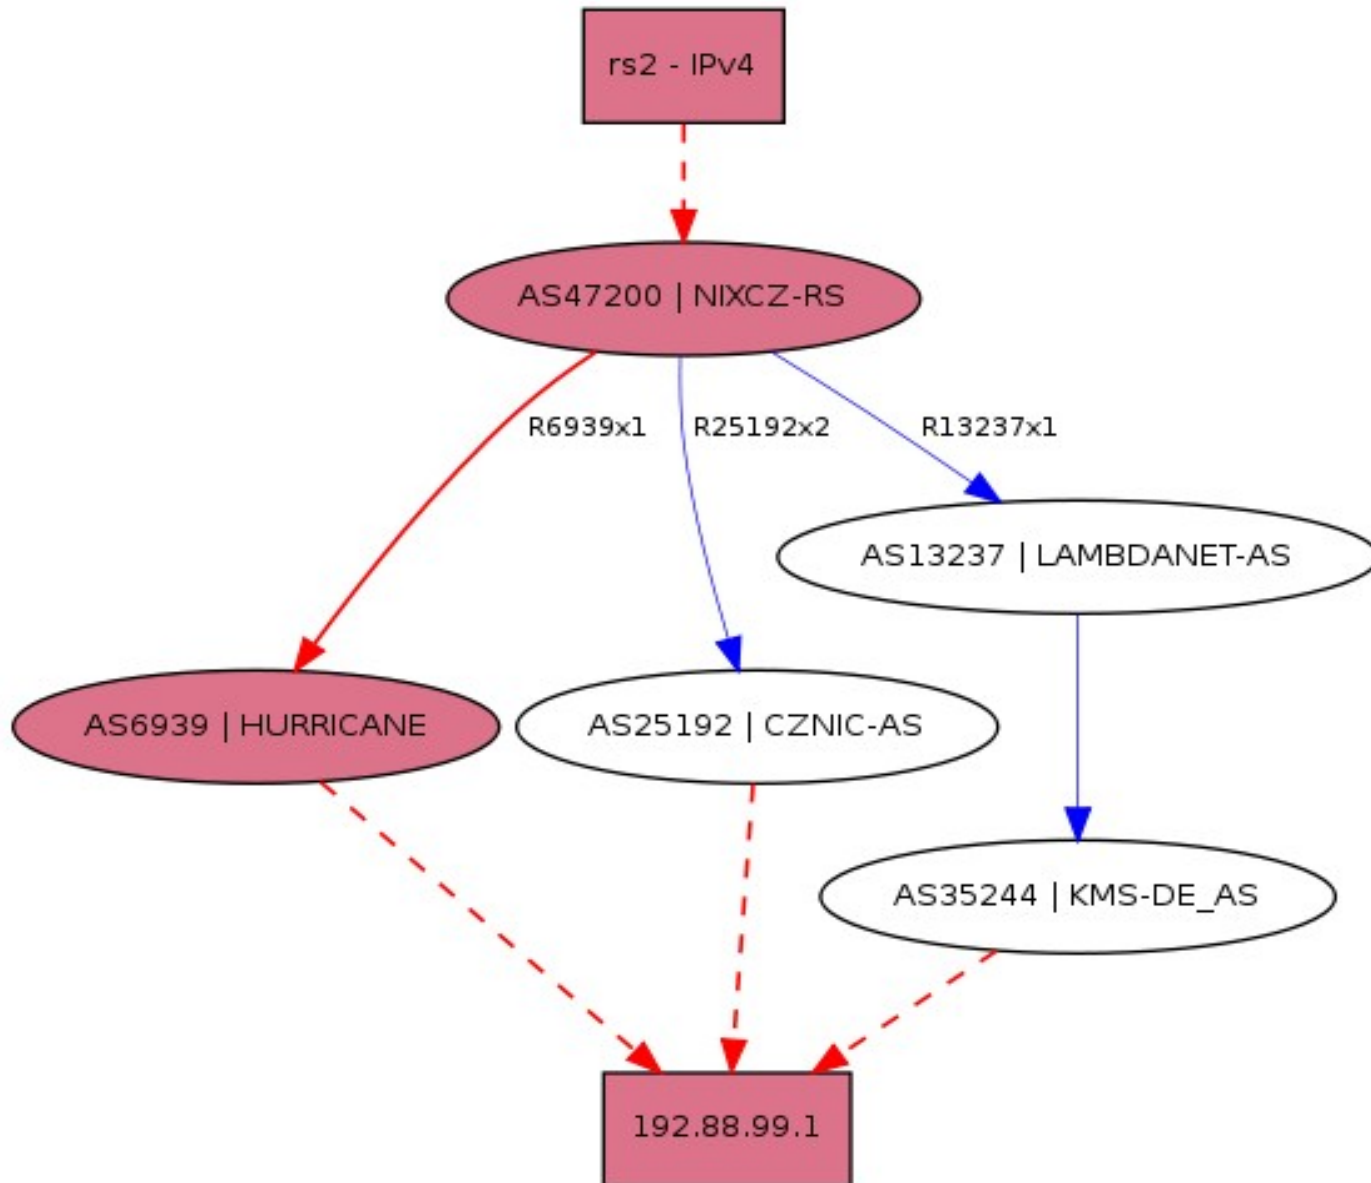 rs2 - IPv4
AS47200 | NIXCZ-RS
R6939x1
R25192x2
R13237x1
AS13237 | LAMBDANET-AS
AS6939 | HURRICANE
AS25192 | CZNIC-AS
AS35244 | KMS-DE_AS
192.88.99.1